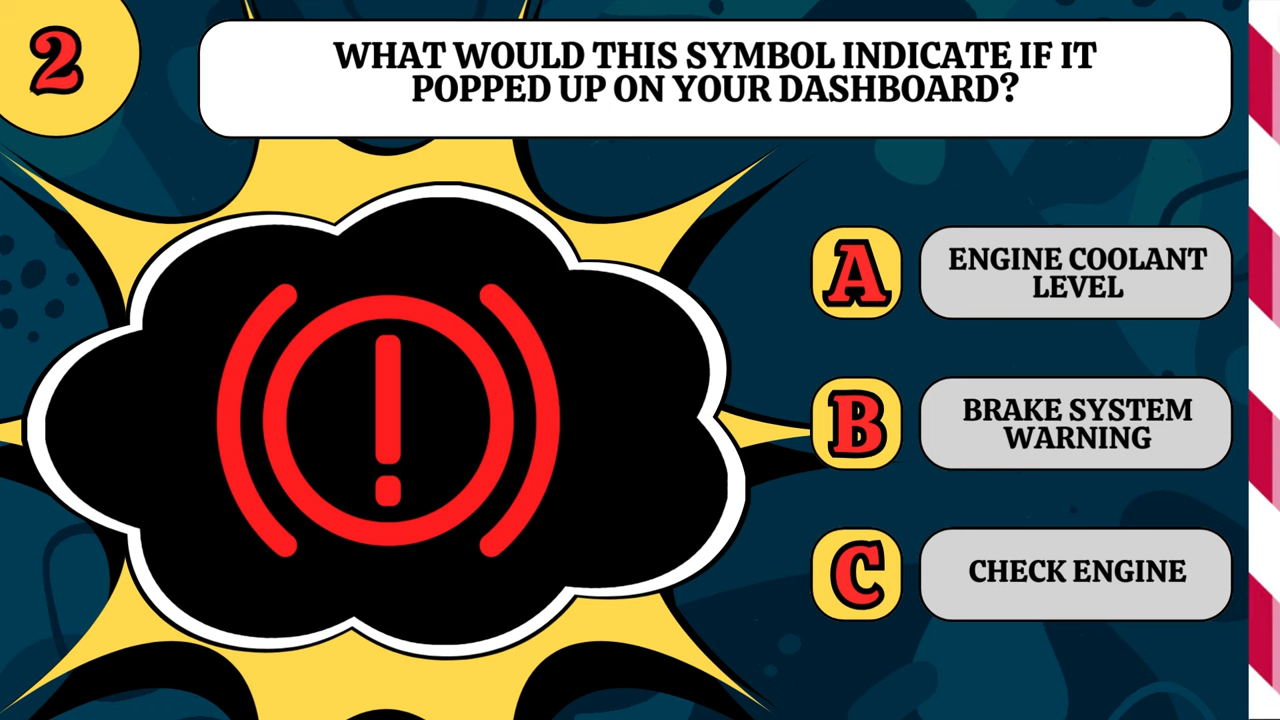 2
WHAT WOULD THIS SYMBOL INDICATE IF IT
POPPED UP ON YOUR DASHBOARD?
A
ENGINE COOLANT
LEVEL
B
BRAKE SYSTEM
WARNING
C
CHECK ENGINE